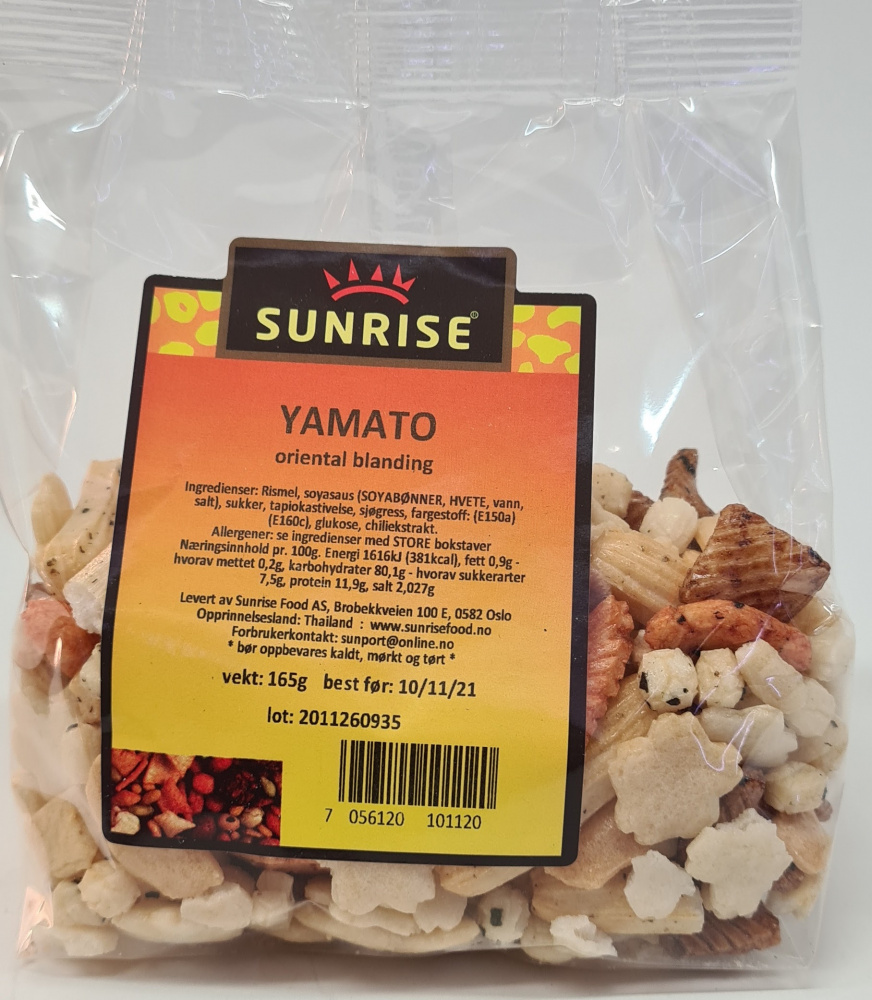 SUNRISE®
YAMATO
oriental blanding
Ingredienser: Rismel, soyasaus (SOYABØNNER, HVETE, vann,
salt), sukker, tapiokastivelse, sjøgress, fargestoff: (E150a)
(E160c), glukose, chiliekstrakt.
Allergener: se ingredienser med STORE bokstaver
Næringsinnhold pr. 100g. Energi 1616kJ (381kcal), fett 0,9g -
hvorav mettet 0,2g, karbohydrater 80,1g - hvorav sukkerarter
7,5g, protein 11,9g, salt 2,027g
Levert av Sunrise Food AS, Brobekkveien 100 E, 0582 Oslo
Opprinnelsesland: Thailand : www.sunrisefood.no
Forbrukerkontakt: sunport@online.no
* bør oppbevares kaldt, mørkt og tørt *
vekt: 165g best før: 10/11/21
lot: 2011260935
7 056120 101120